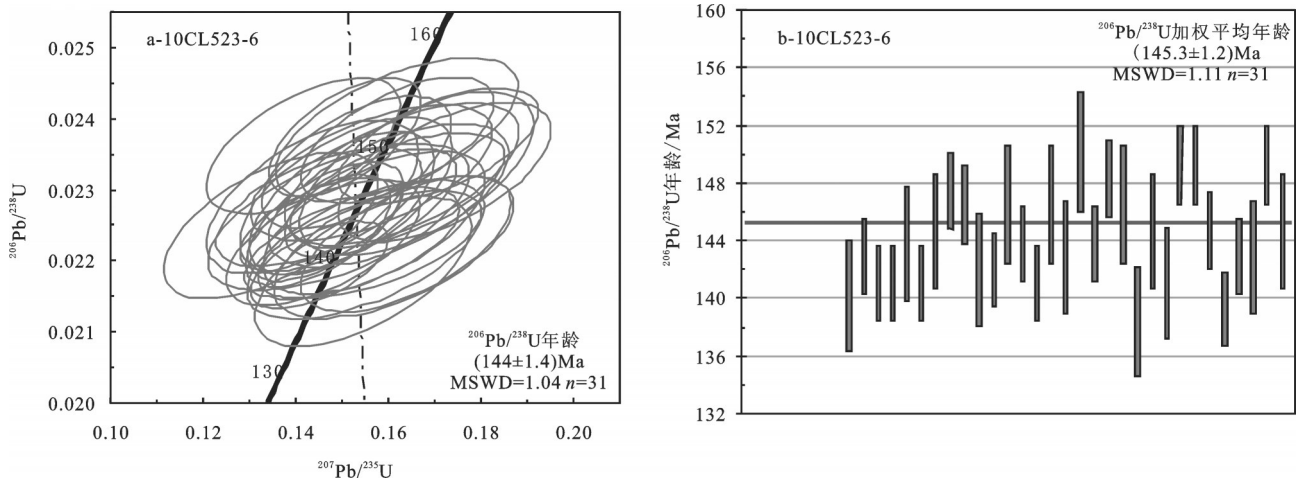 a-10CL523-6
0.025
0.024
0.023
0.022
0.021
0.020
²⁰⁶Pb/²³⁸U
160
150
140
130
²⁰⁶Pb/²³⁸U年龄
(144±1.4)Ma
MSWD=1.04 n=31
0.10 0.12 0.14 0.16 0.18 0.20
²⁰⁷Pb/²³⁵U
b-10CL523-6
²⁰⁶Pb/²³⁸U加权平均年龄
(145.3±1.2)Ma
MSWD=1.11 n=31
160
156
152
148
144
140
136
132
²⁰⁶Pb/²³⁸U年龄/Ma